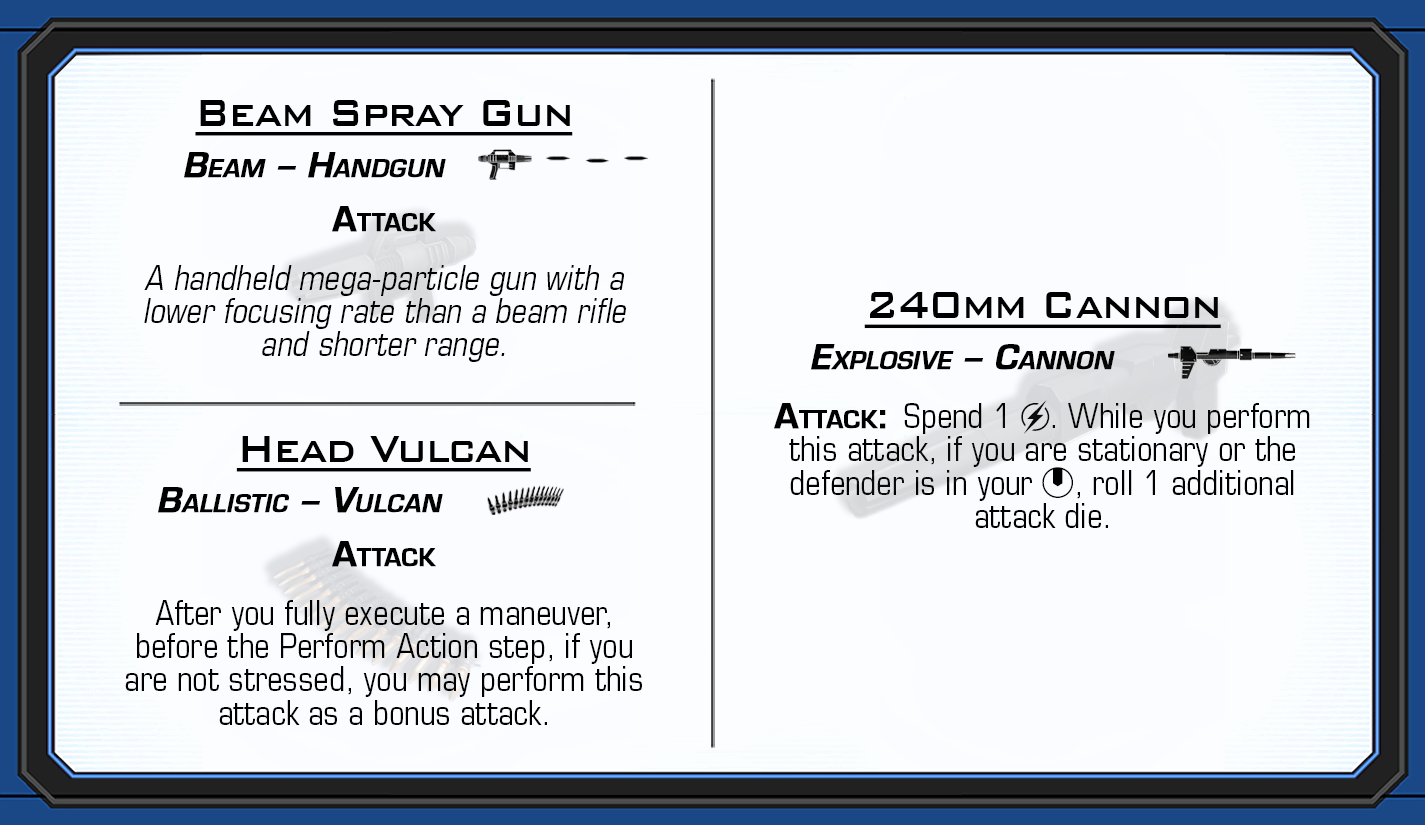 Beam Spray Gun
Beam – Handgun
Attack
A handheld mega-particle gun with a
lower focusing rate than a beam rifle
and shorter range.
Head Vulcan
Ballistic – Vulcan
Attack
After you fully execute a maneuver,
before the Perform Action step, if you
are not stressed, you may perform this
attack as a bonus attack.
240mm Cannon
Explosive – Cannon
Attack: Spend 1 . While you perform
this attack, if you are stationary or the
defender is in your , roll 1 additional
attack die.